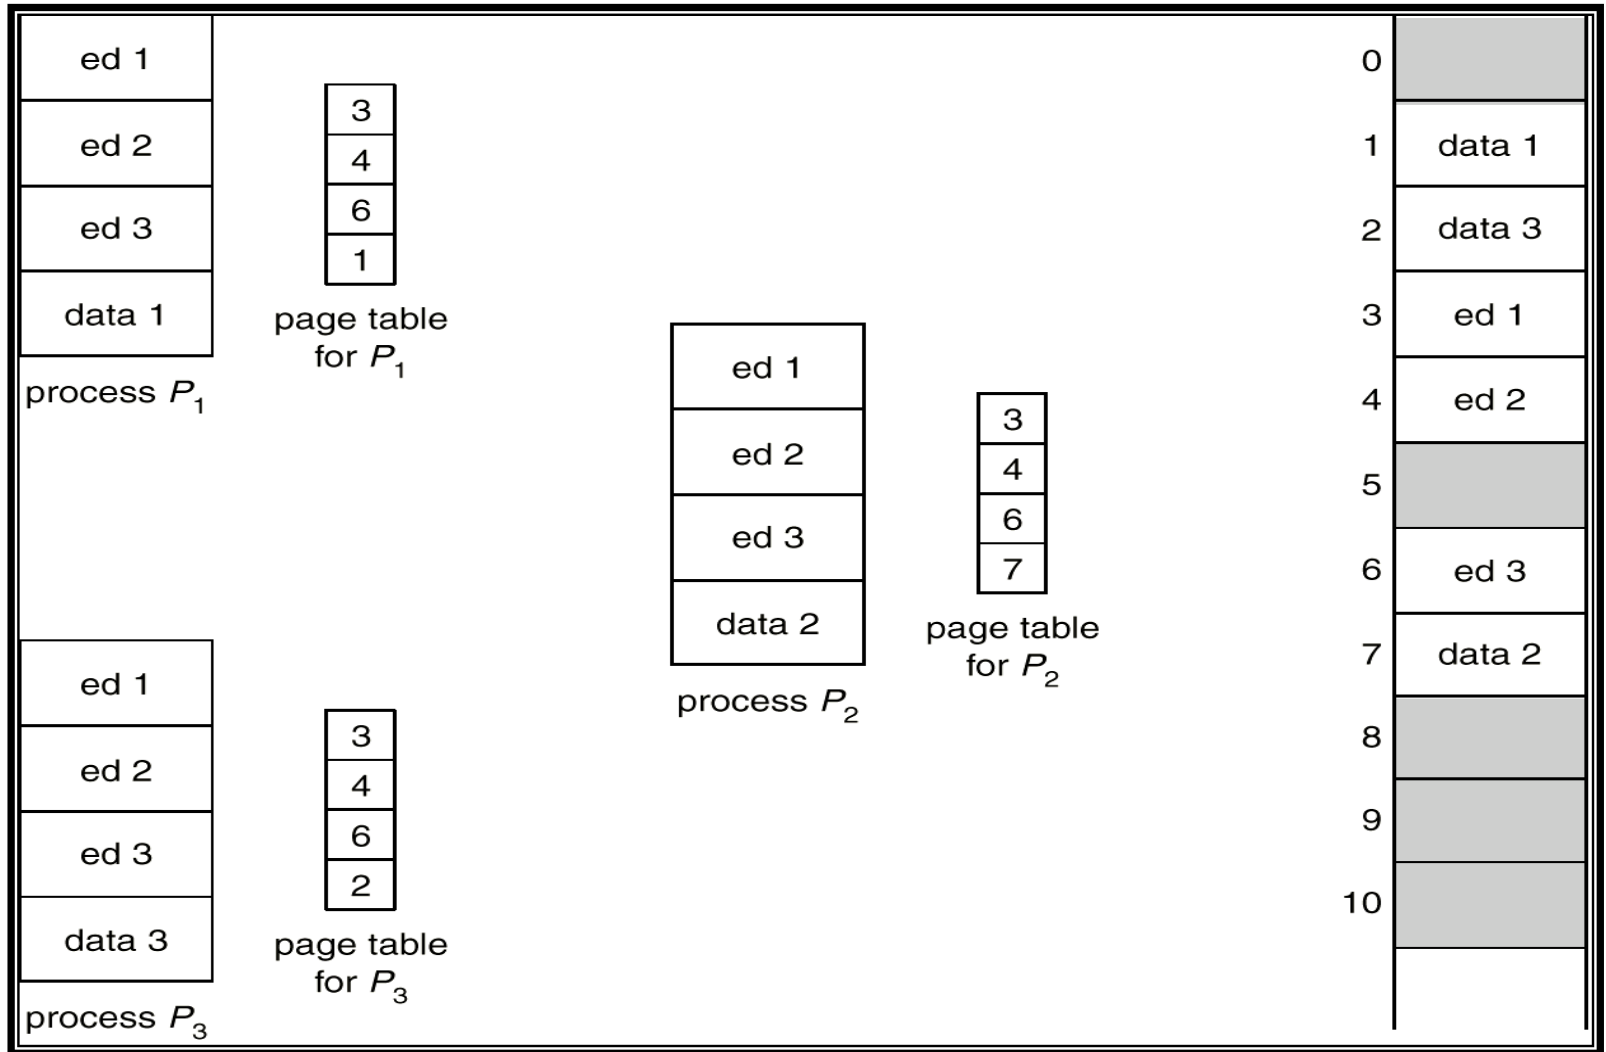 ed 1
ed 2
ed 3
data 1
process P1
3
4
6
1
page table
for P1
ed 1
ed 2
ed 3
data 2
process P2
3
4
6
7
page table
for P2
ed 1
ed 2
ed 3
data 3
process P3
3
4
6
2
page table
for P3
0
1 data 1
2 data 3
3 ed 1
4 ed 2
5
6 ed 3
7 data 2
8
9
10